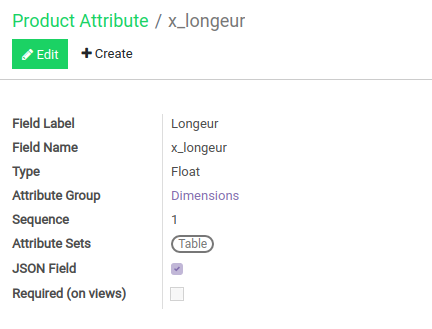 Product Attribute / x_longeur
Edit Create
Field Label Longeur
Field Name x_longeur
Type Float
Attribute Group Dimensions
Sequence 1
Attribute Sets Table
JSON Field
Required (on views)